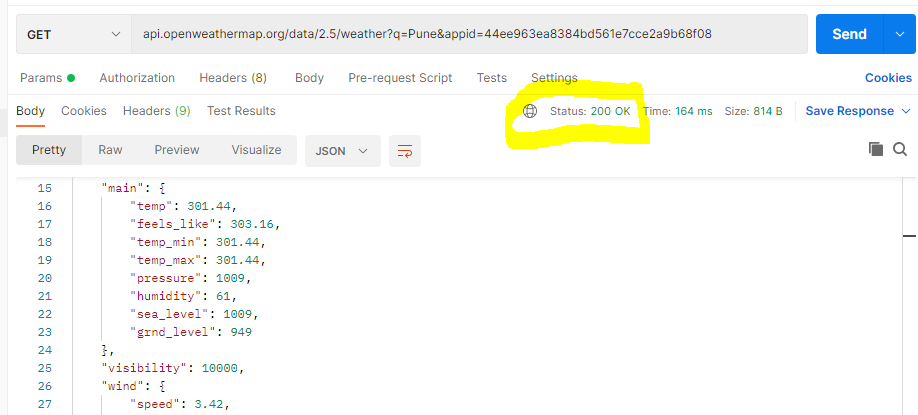 GET api.openweathermap.org/data/2.5/weather?q=Pune&appid=44ee963ea8384bd561e7cce2a9b68f08 Send
Params Authorization Headers (8) Body Pre-request Script Tests Settings Cookies
Body Cookies Headers (9) Test Results Status: 200 OK Time: 164 ms Size: 814 B Save Response
Pretty Raw Preview Visualize JSON
15 "main": {
16 "temp": 301.44,
17 "feels_like": 303.16,
18 "temp_min": 301.44,
19 "temp_max": 301.44,
20 "pressure": 1009,
21 "humidity": 61,
22 "sea_level": 1009,
23 "grnd_level": 949
24 },
25 "visibility": 10000,
26 "wind": {
27 "speed": 3.42,